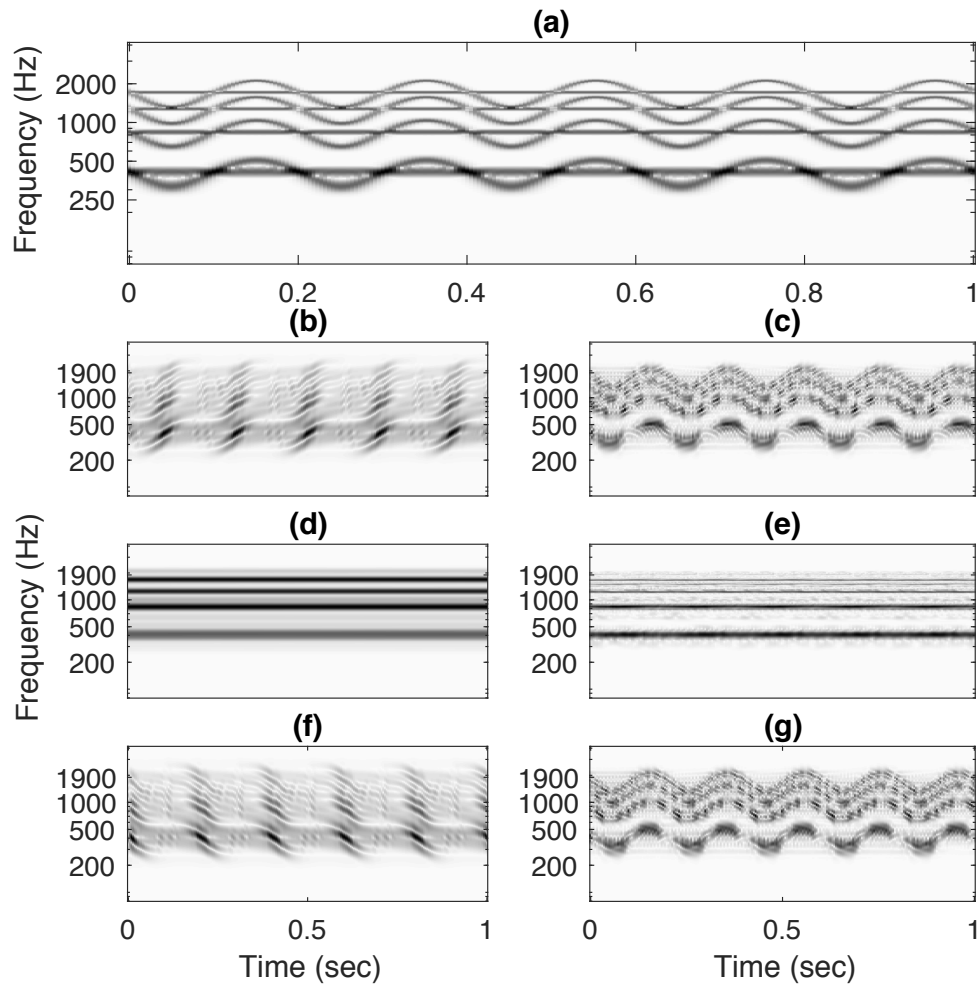 (a)
Frequency (Hz)
2000
1000
500
250
0 0.2 0.4 0.6 0.8 1
(b) (c)
1900 1900
1000 1000
500 500
200 200
(d) (e)
Frequency (Hz)
1900 1900
1000 1000
500 500
200 200
(f) (g)
1900 1900
1000 1000
500 500
200 200
0 0.5 1 0 0.5 1
Time (sec) Time (sec)